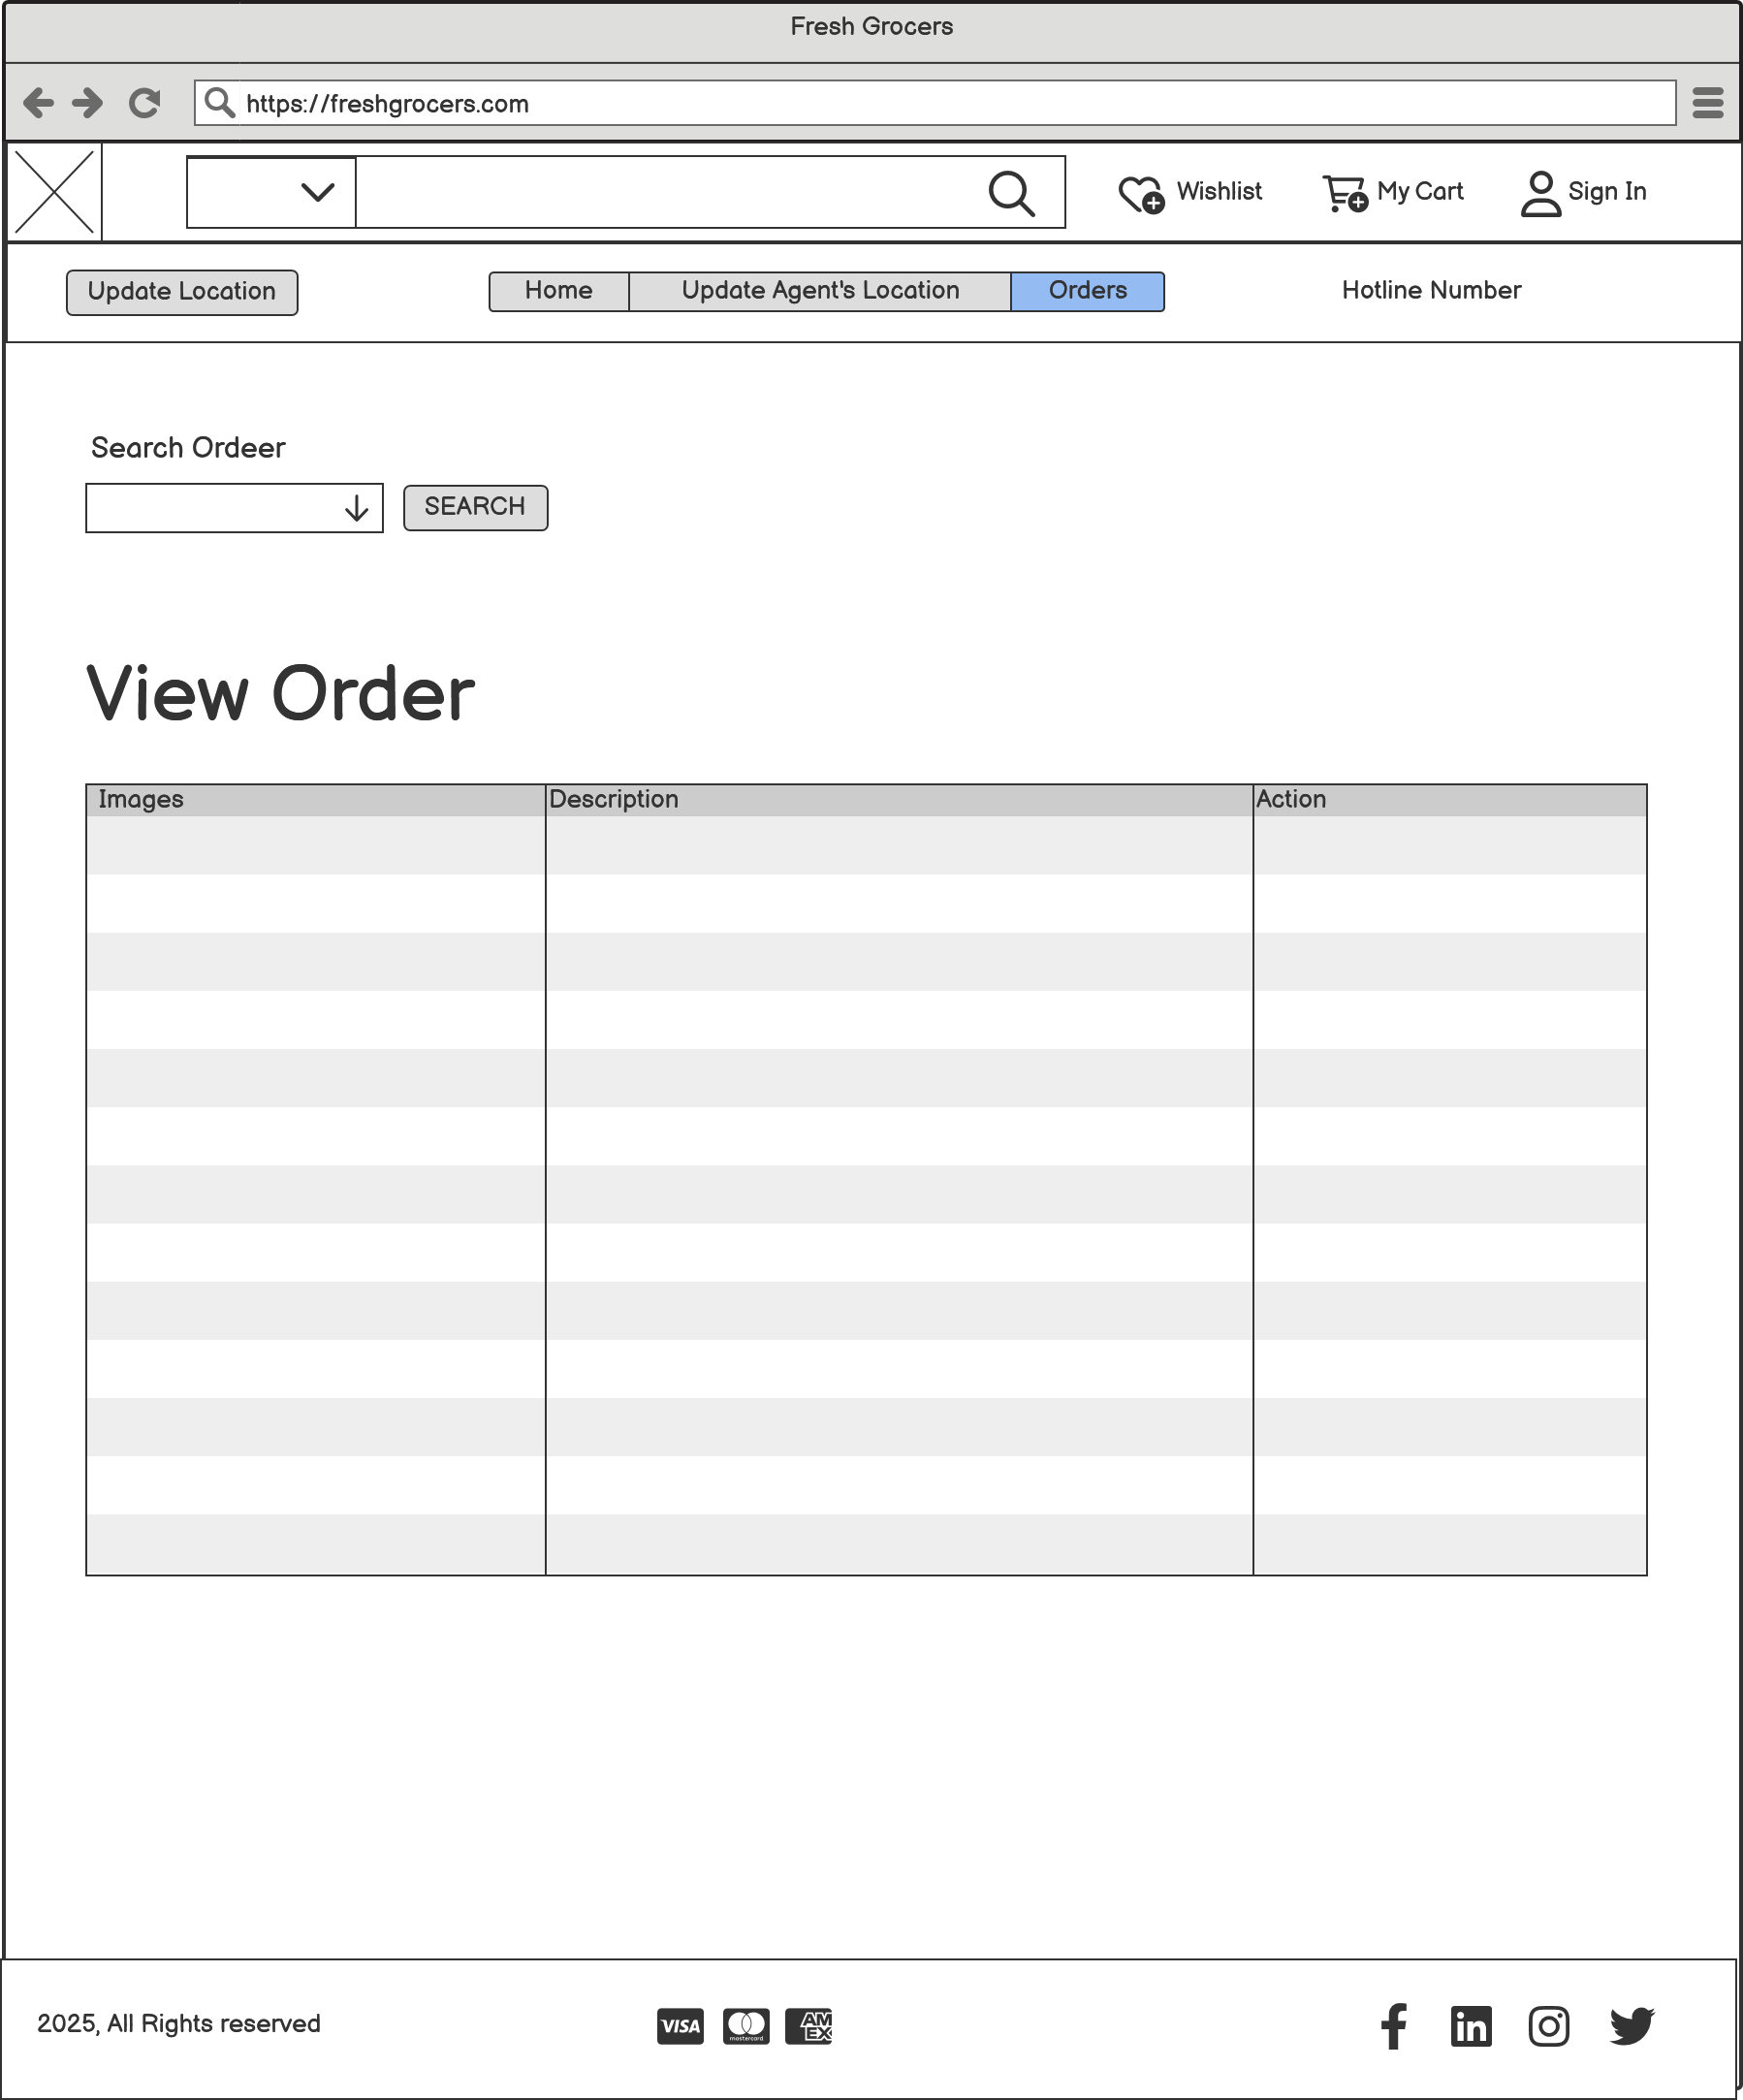 Fresh Grocers
https://freshgrocers.com
Wishlist
My Cart
Sign In
Update Location
Home
Update Agent's Location
Orders
Hotline Number
Search Ordeer
SEARCH
View Order
Images
Description
Action
2025, All Rights reserved
VISA
mastercard
AM
EX
in